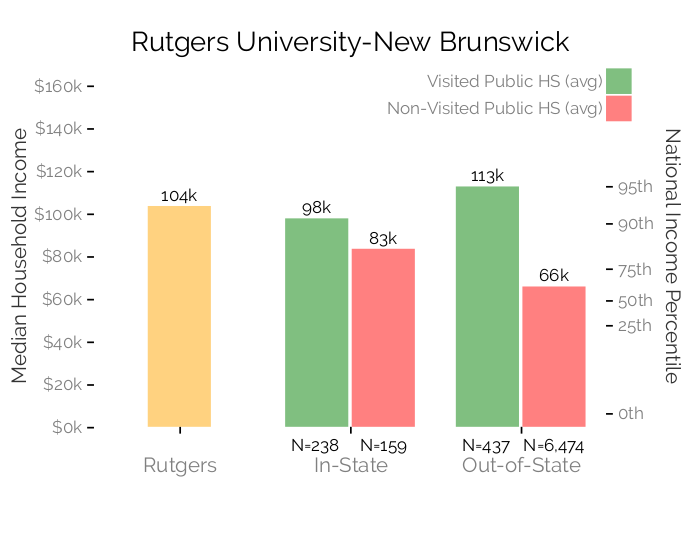 Rutgers University-New Brunswick
Visited Public HS (avg)
Non-Visited Public HS (avg)
Median Household Income
$160k
$140k
$120k
$100k
$80k
$60k
$40k
$20k
$0k
104k
98k
83k
113k
66k
National Income Percentile
95th
90th
75th
50th
25th
0th
N=238 N=159 N=437 N=6,474
Rutgers In-State Out-of-State